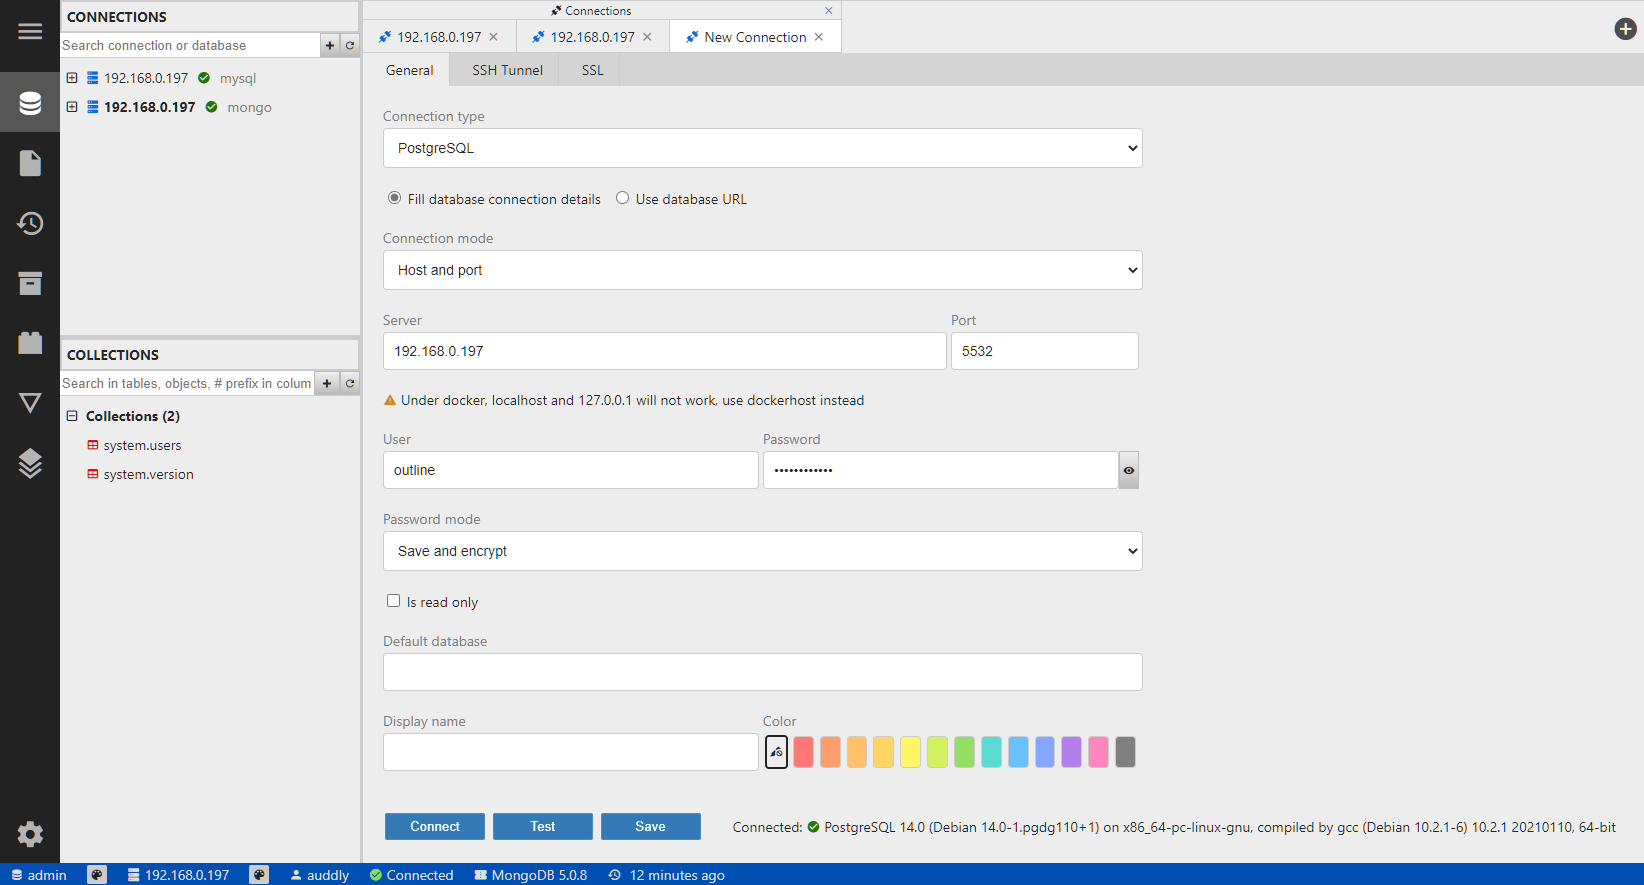 CONNECTIONS
Search connection or database
192.168.0.197 mysql
192.168.0.197 mongo
COLLECTIONS
Search in tables, objects, # prefix in colum
Collections (2)
system.users
system.version
Connections
192.168.0.197
192.168.0.197
New Connection
General
SSH Tunnel
SSL
Connection type
PostgreSQL
Fill database connection details
Use database URL
Connection mode
Host and port
Server
Port
192.168.0.197
5532
Under docker, localhost and 127.0.0.1 will not work, use dockerhost instead
User
Password
outline
••••••••••••
Password mode
Save and encrypt
Is read only
Default database
Display name
Color
Connect
Test
Save
Connected: PostgreSQL 14.0 (Debian 14.0-1.pgdg110+1) on x86_64-pc-linux-gnu, compiled by gcc (Debian 10.2.1-6) 10.2.1 20210110, 64-bit
admin
192.168.0.197
auddly
Connected
MongoDB 5.0.8
12 minutes ago